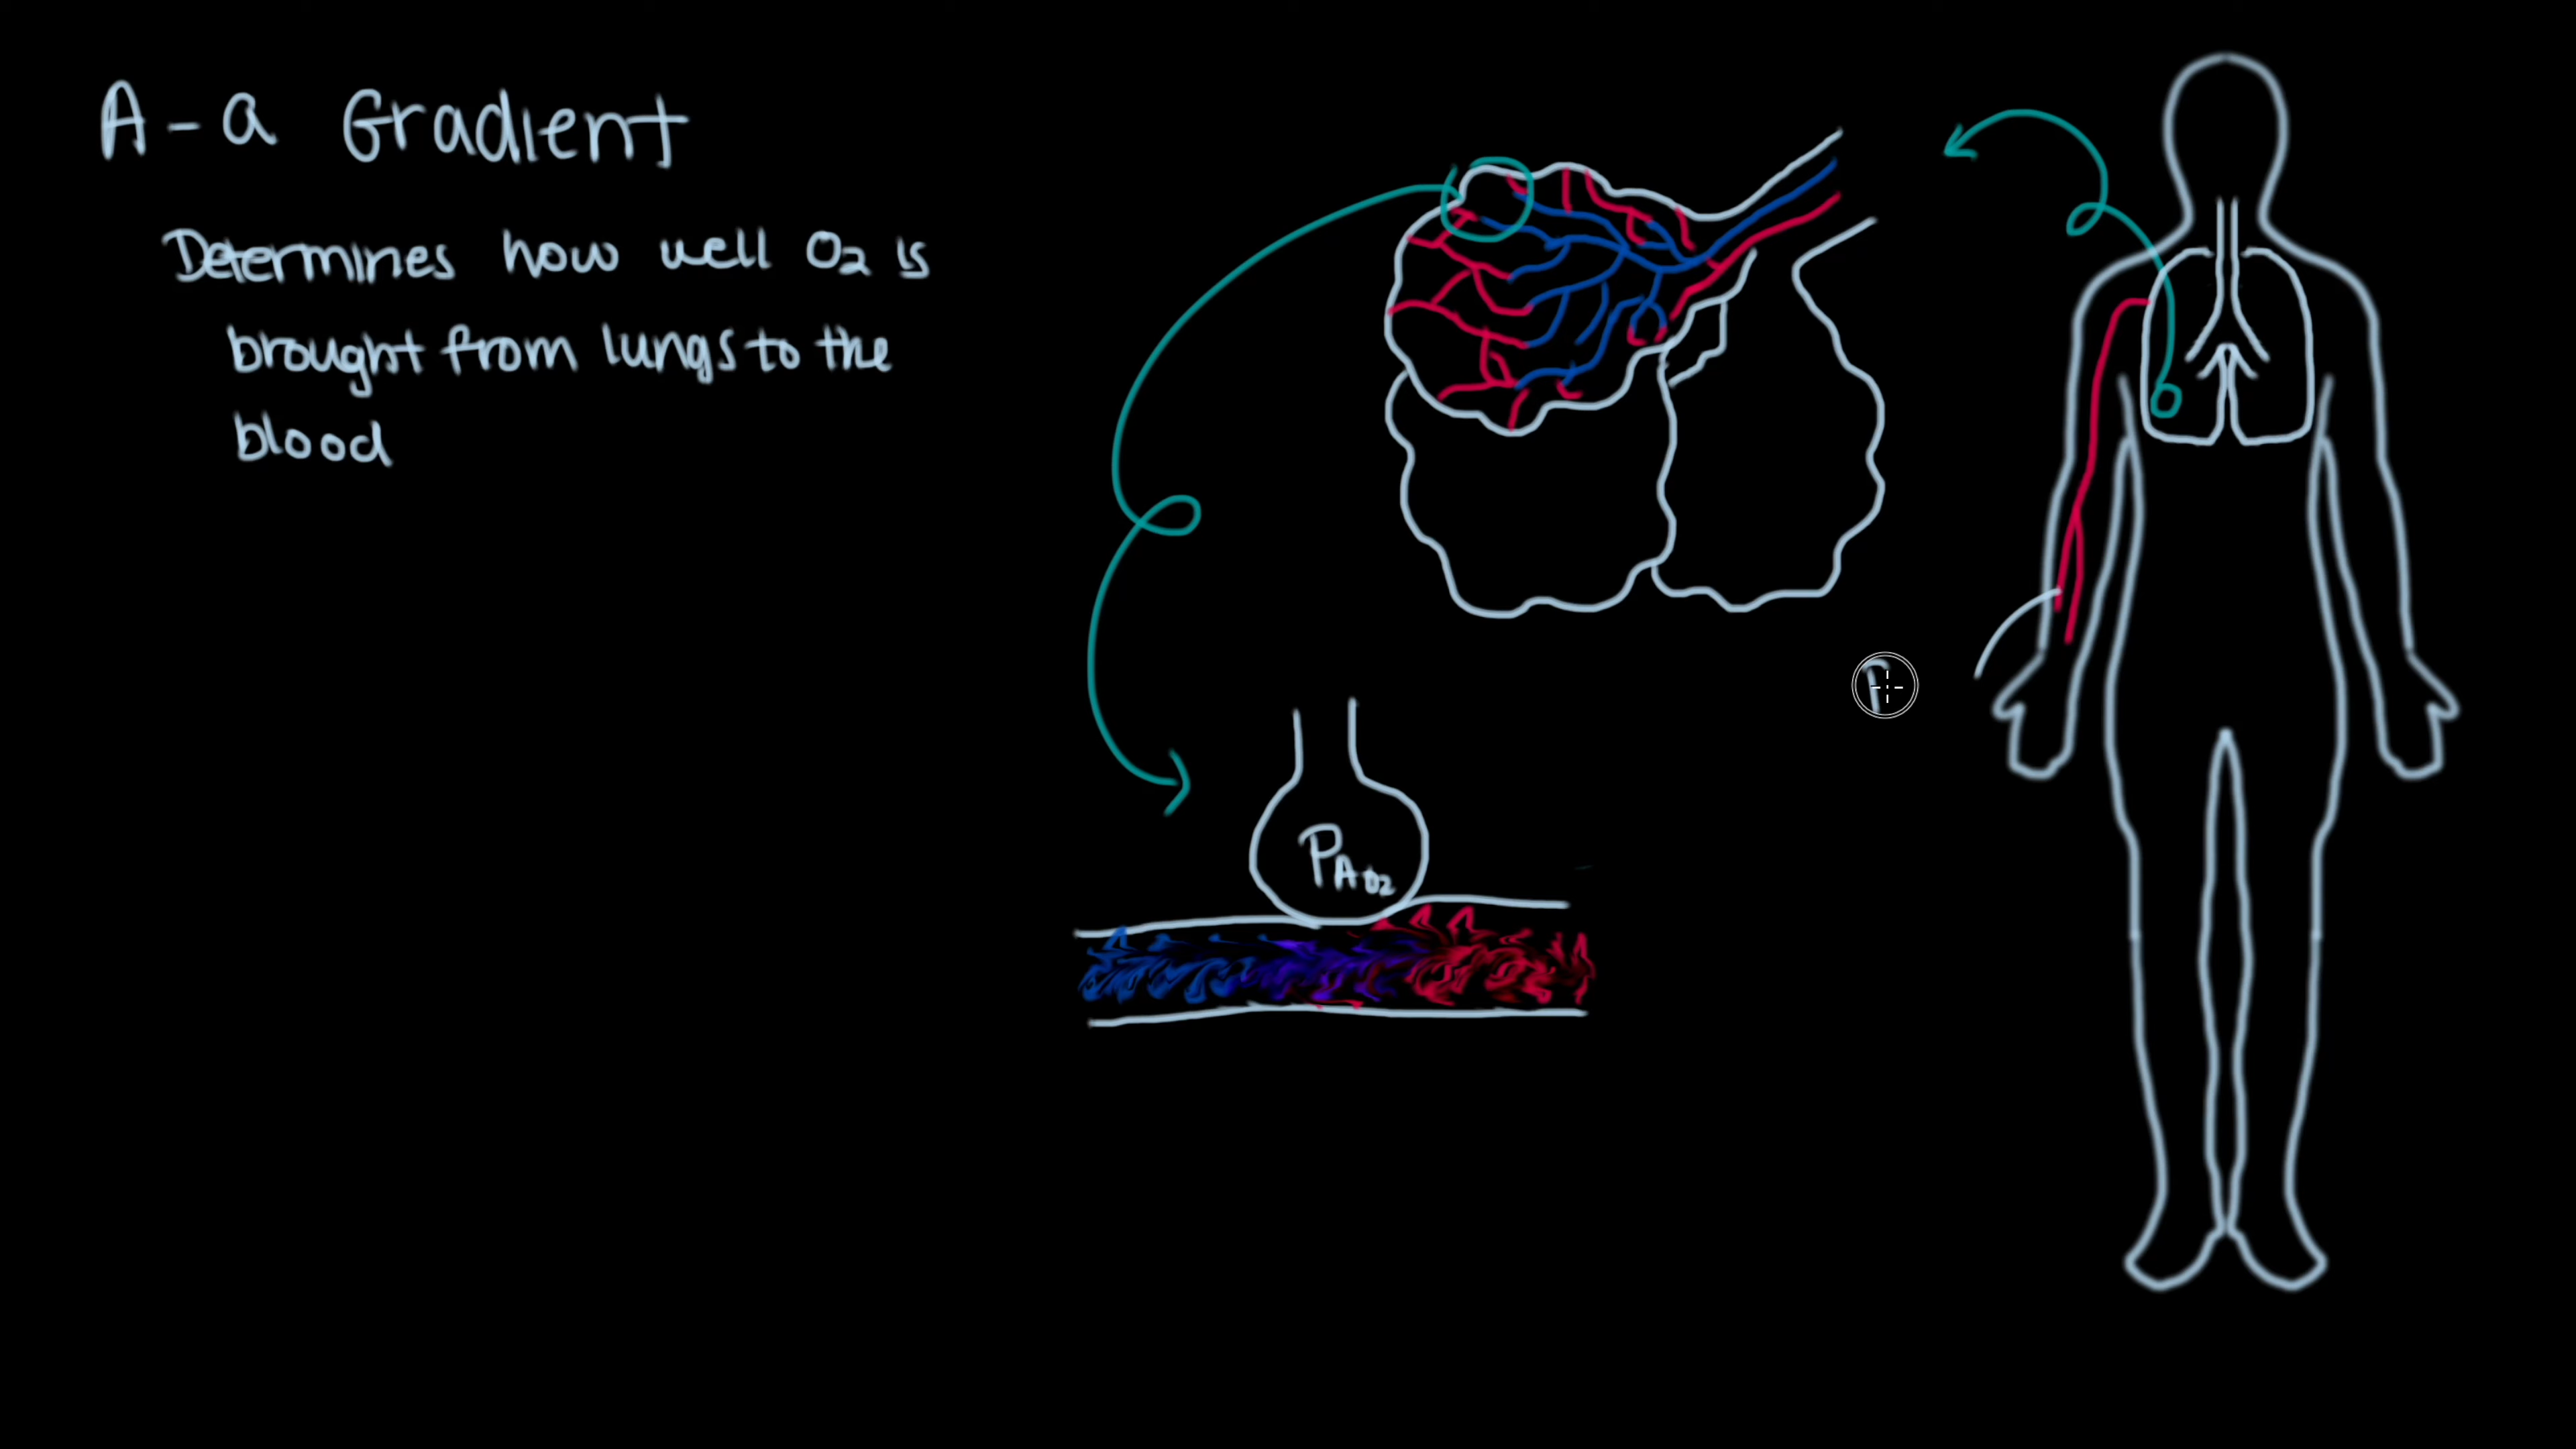 A-a Gradient
Determines how well O₂ is
brought from lungs to the
blood
PAO₂